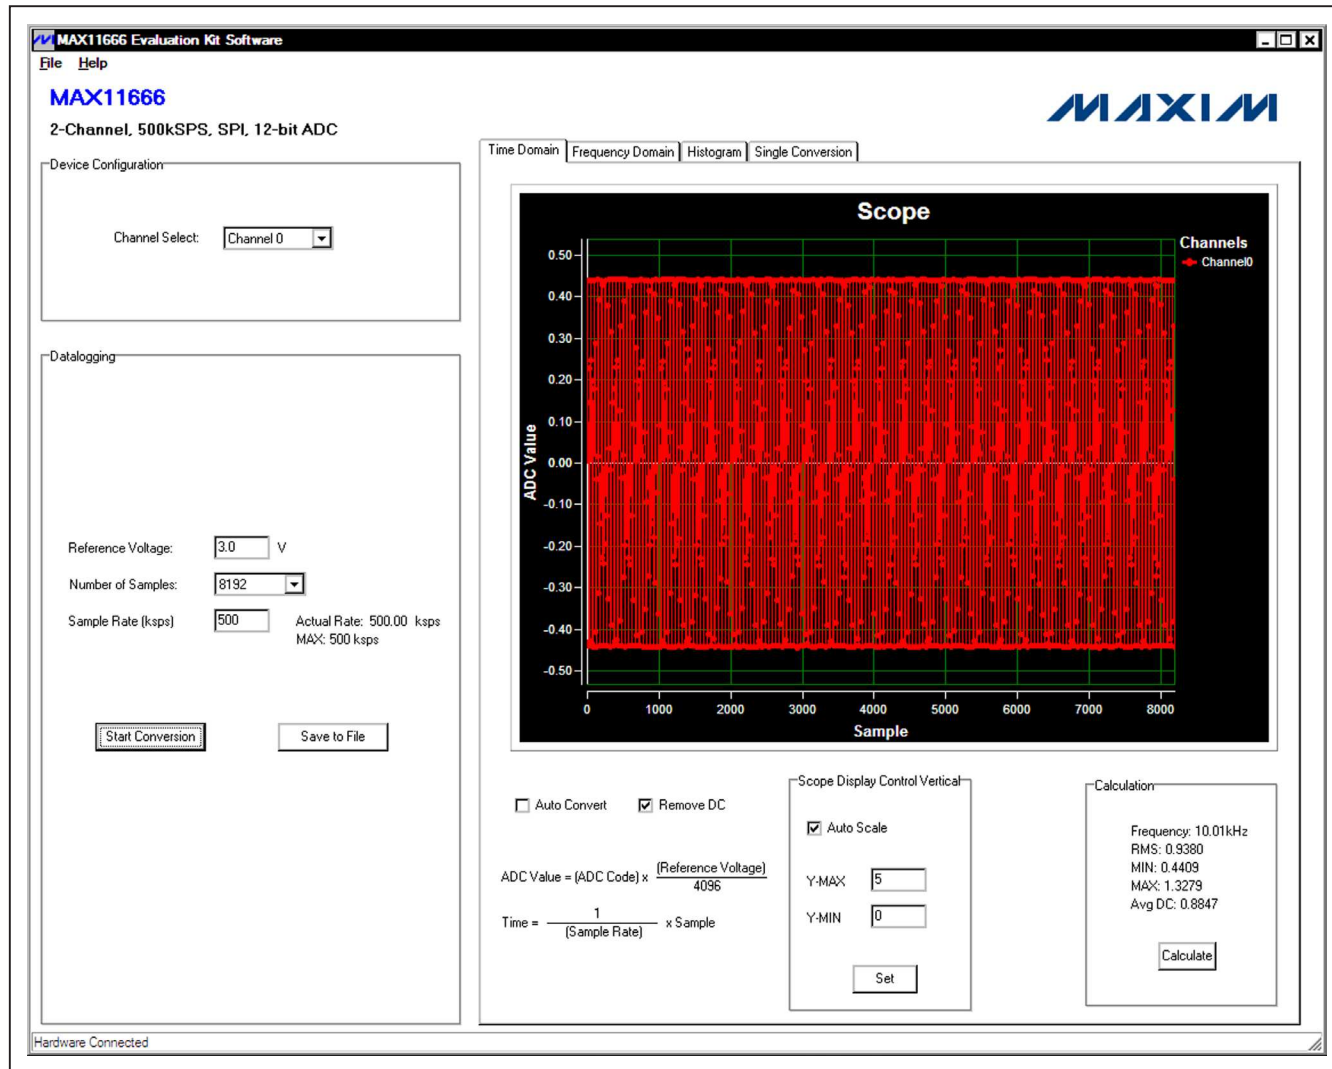 MAX11666 Evaluation Kit Software
File Help
MAX11666
MAXIM
2-Channel, 500kSPS, SPI, 12-bit ADC
Device Configuration
Channel Select: Channel 0
Datalogging
Reference Voltage: 3.0 V
Number of Samples: 8192
Sample Rate (ksps) 500 Actual Rate: 500.00 ksps
MAX: 500 ksps
Start Conversion Save to File
Time Domain Frequency Domain Histogram Single Conversion
Scope
Channels
Channel0
ADC Value
0.50
0.40
0.30
0.20
0.10
0.00
-0.10
-0.20
-0.30
-0.40
-0.50
0 1000 2000 3000 4000 5000 6000 7000 8000
Sample
Auto Convert Remove DC
ADC Value = (ADC Code) x (Reference Voltage)
4096
Time = 1 x Sample
(Sample Rate)
Scope Display Control Vertical
Auto Scale
Y-MAX 5
Y-MIN 0
Set
Calculation
Frequency: 10.01kHz
RMS: 0.9380
MIN: 0.4409
MAX: 1.3279
Avg DC: 0.8847
Calculate
Hardware Connected